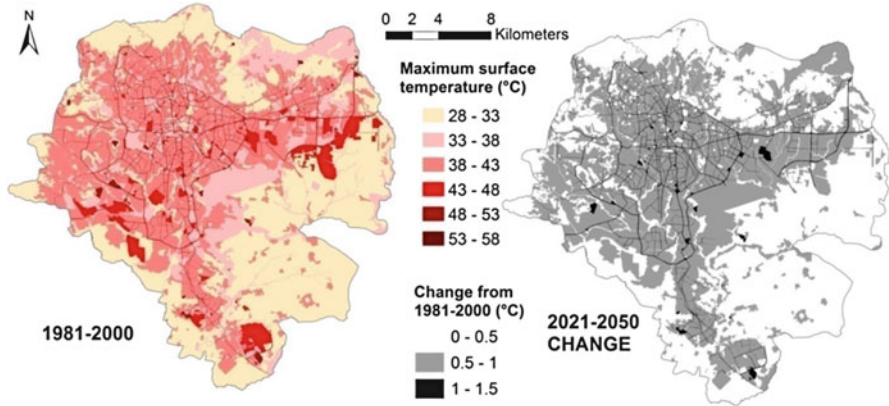 N
0 2 4 8
Kilometers
Maximum surface
temperature (°C)
28 - 33
33 - 38
38 - 43
43 - 48
48 - 53
53 - 58
1981-2000
Change from
1981-2000 (°C)
0 - 0.5
0.5 - 1
1 - 1.5
2021-2050
CHANGE